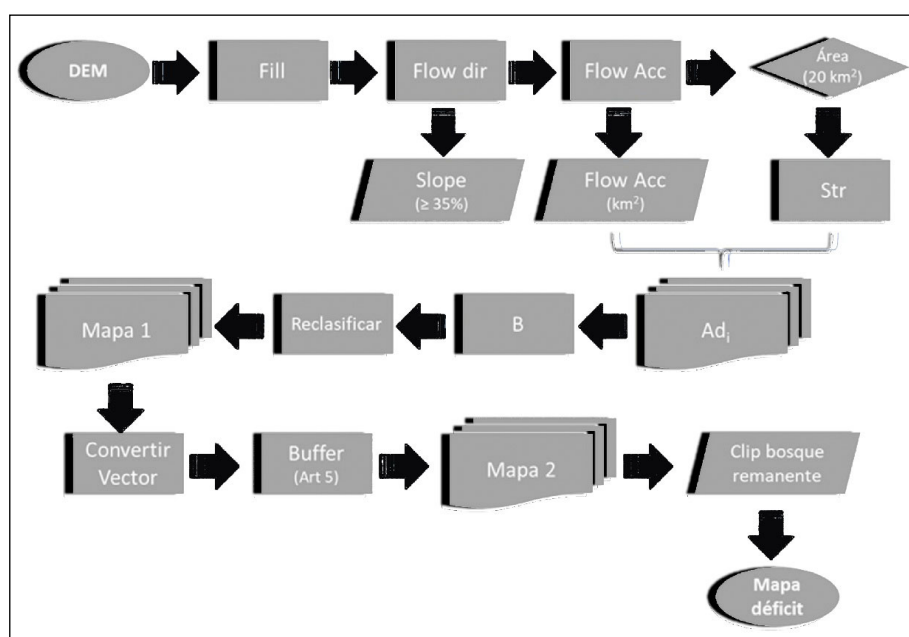 DEM
Fill
Flow dir
Flow Acc
Área
(20 km²)
Slope
(≥ 35%)
Flow Acc
(km²)
Str
Mapa 1
Reclasificar
B
Adᵢ
Convertir
Vector
Buffer
(Art 5)
Mapa 2
Clip bosque
remanente
Mapa
déficit